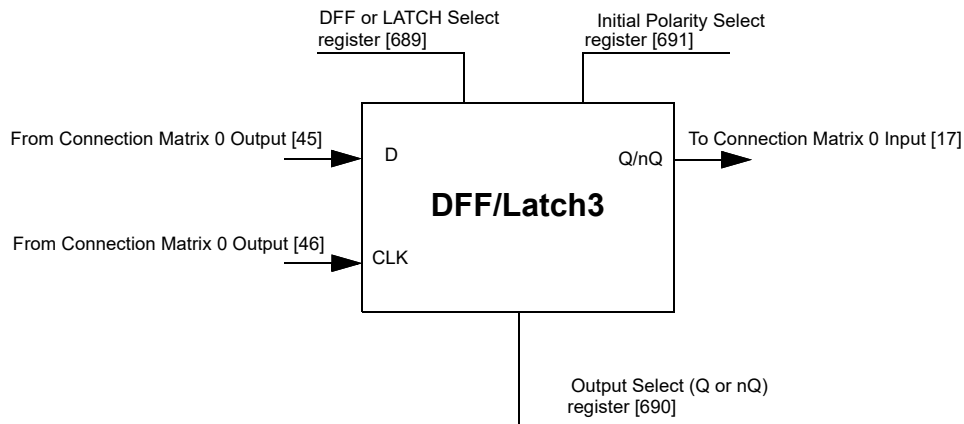 DFF or LATCH Select
register [689]
Initial Polarity Select
register [691]
From Connection Matrix 0 Output [45]
D
Q/nQ
To Connection Matrix 0 Input [17]
DFF/Latch3
From Connection Matrix 0 Output [46]
CLK
Output Select (Q or nQ)
register [690]